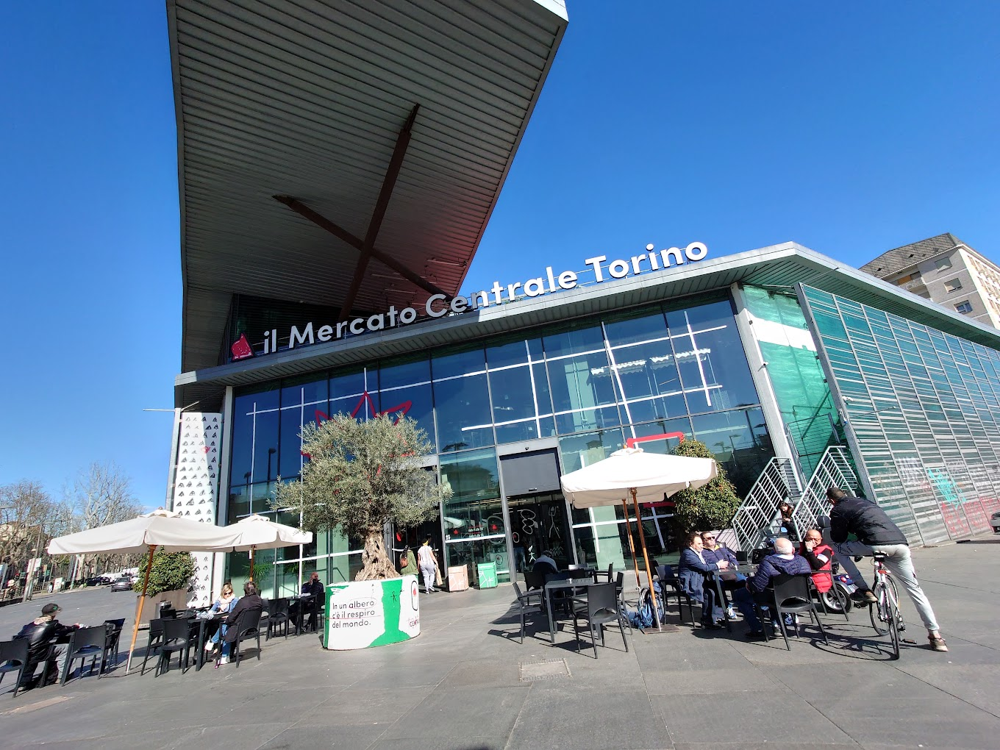 il Mercato Centrale Torino
In un albero
c'è il respiro
del mondo.